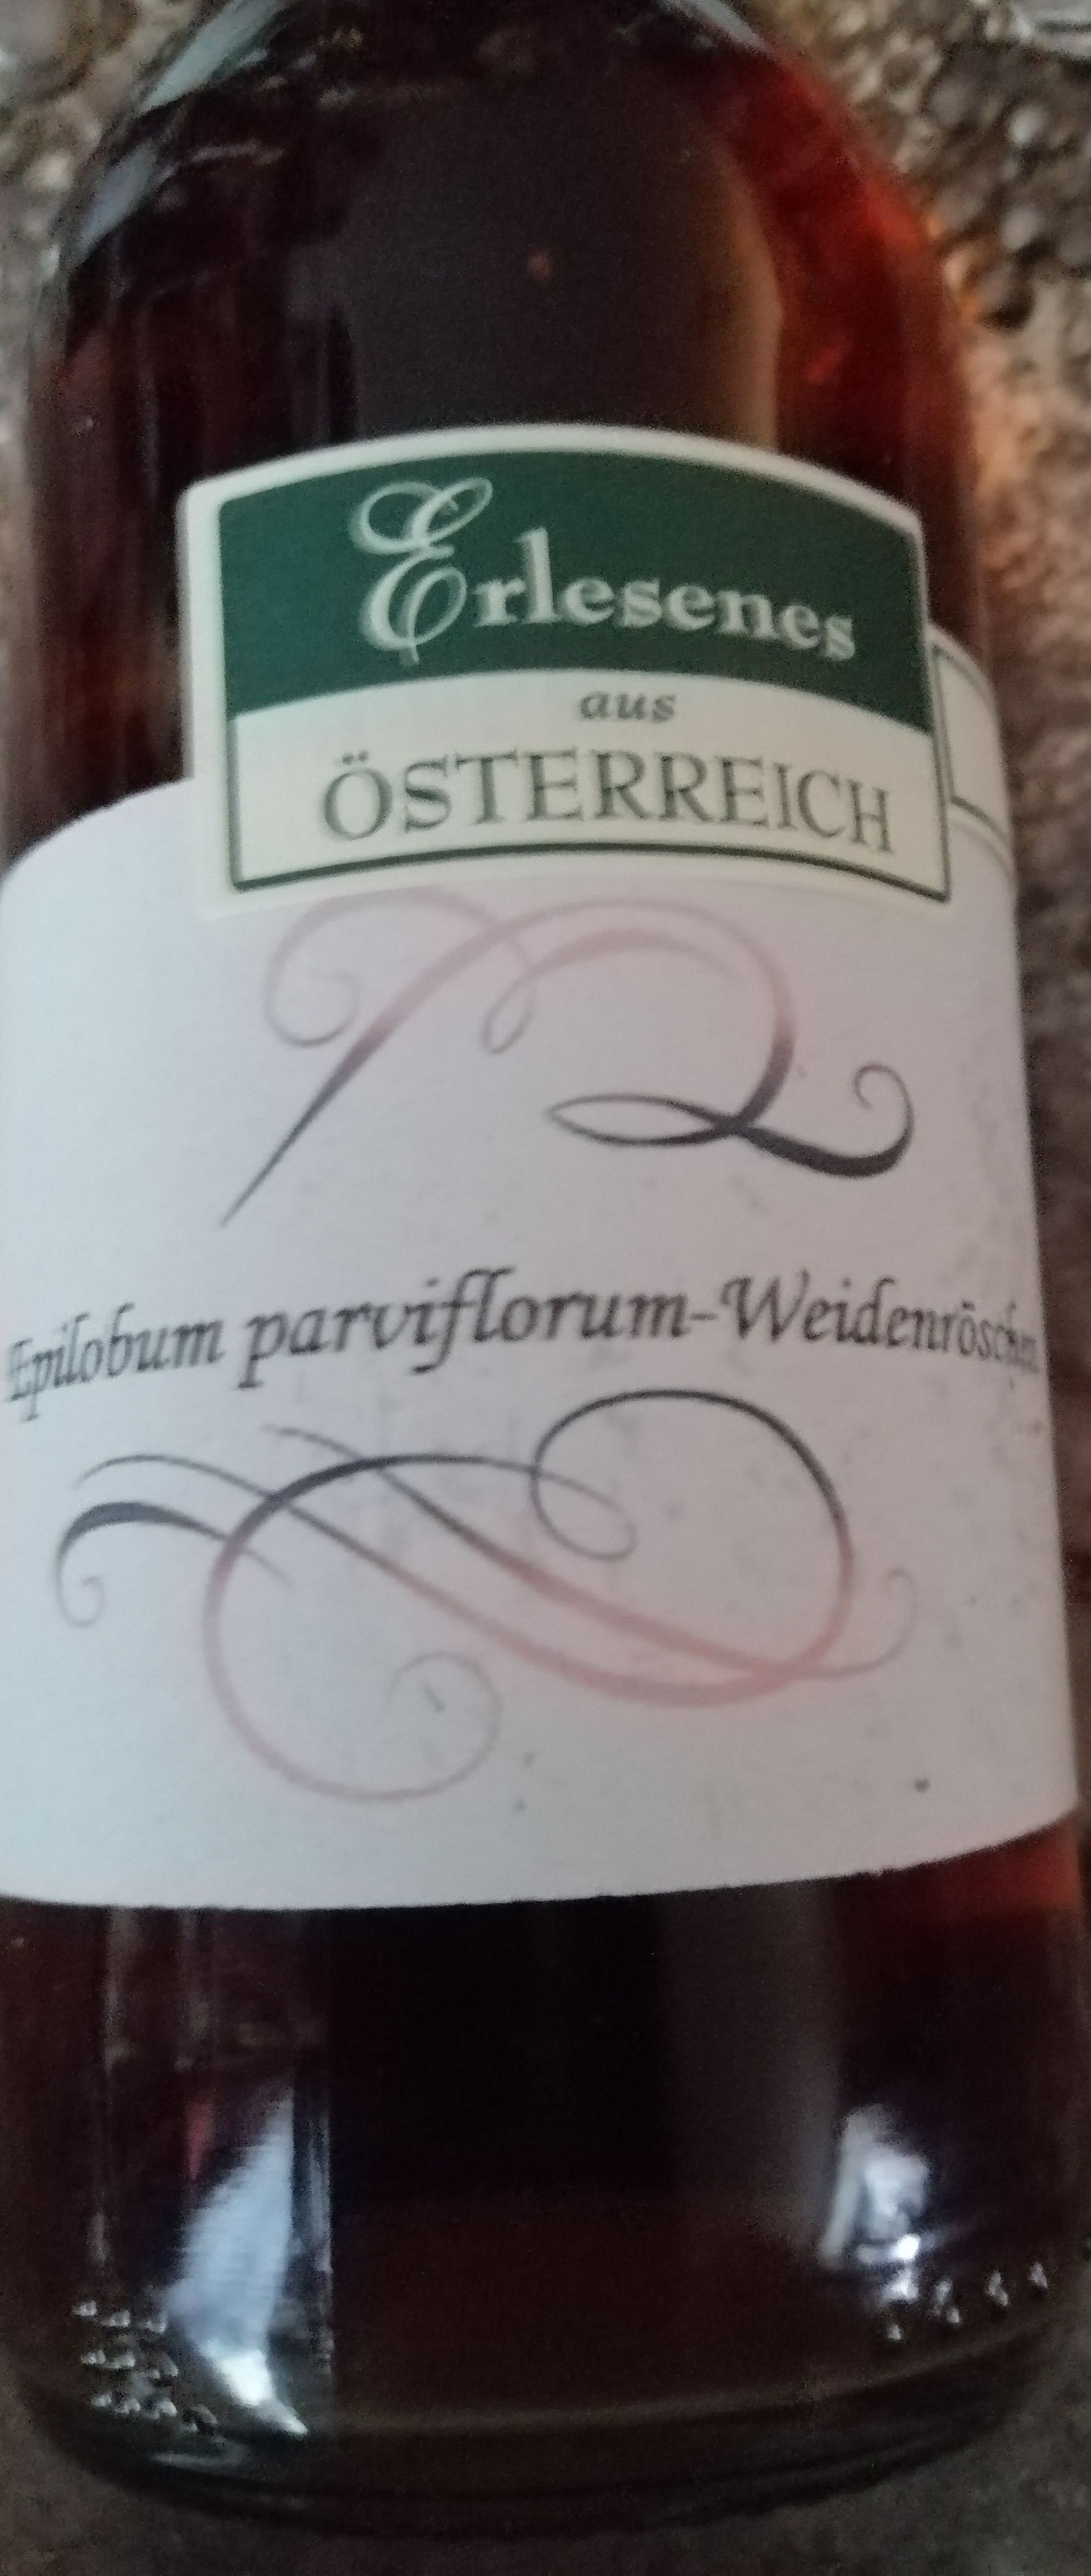 Erlesenes
aus
ÖSTERREICH
Epilobum parviflorum-Weidenröschen